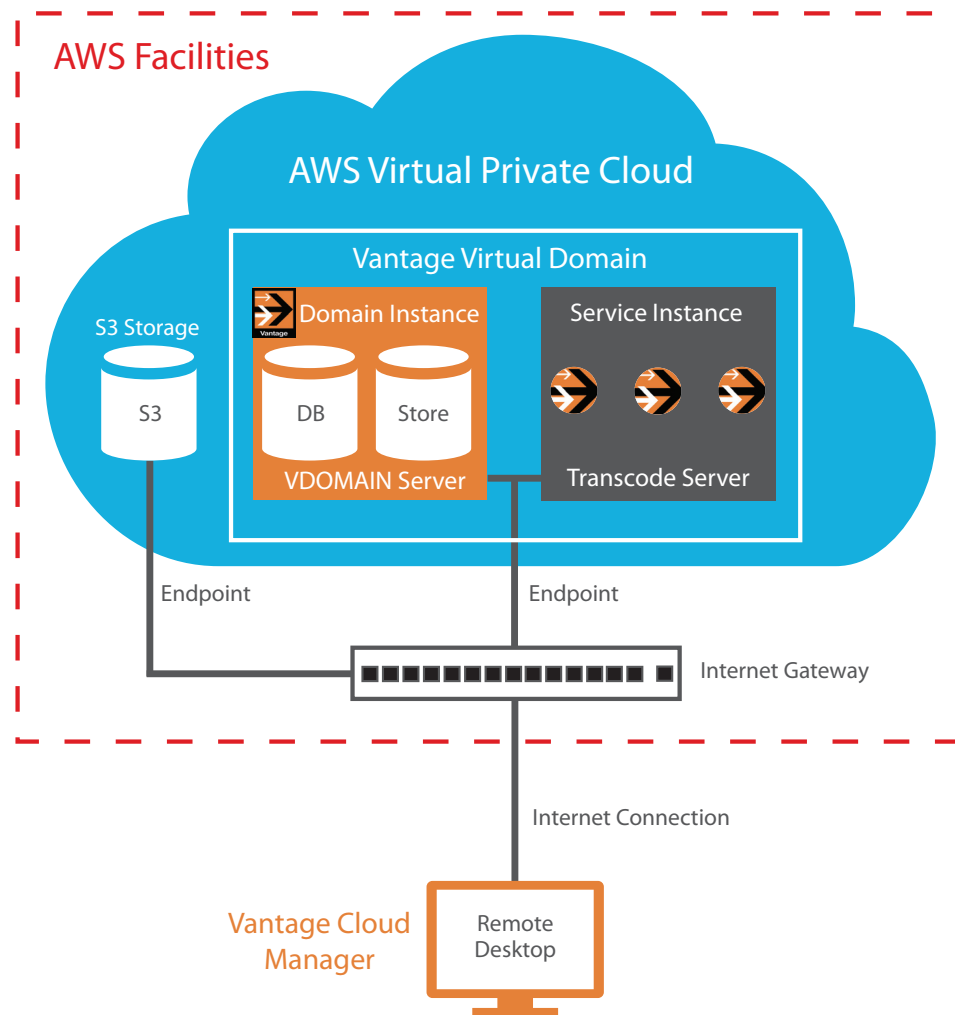 AWS Facilities
AWS Virtual Private Cloud
Vantage Virtual Domain
Vantage
Domain Instance
Service Instance
S3 Storage
S3
DB
Store
VDOMAIN Server
Transcode Server
Endpoint
Endpoint
Internet Gateway
Internet Connection
Vantage Cloud
Manager
Remote
Desktop